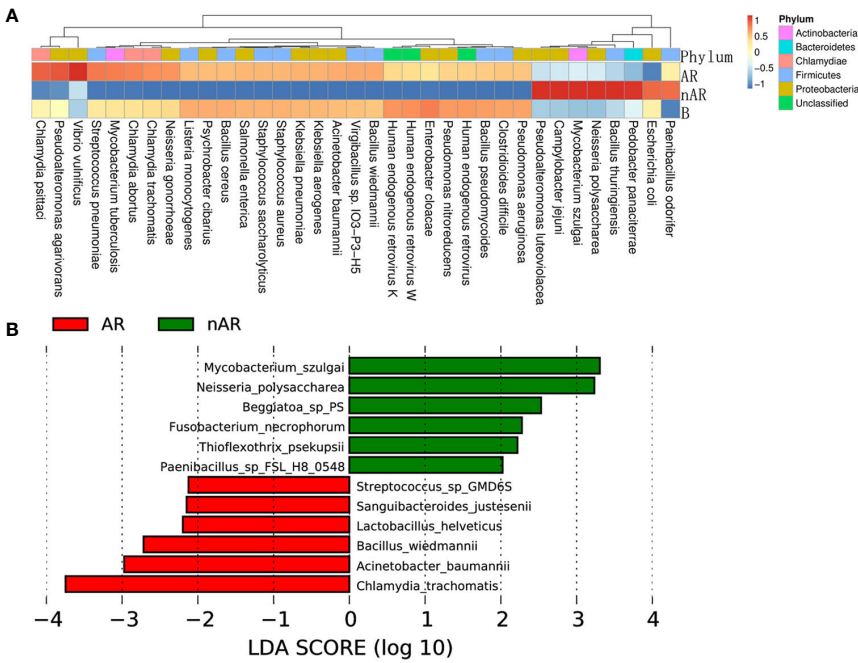 A
Phylum
AR
nAR
B
1
0.5
0
−0.5
−1
Phylum
Actinobacteria
Bacteroidetes
Chlamydiae
Firmicutes
Proteobacteria
Unclassified
Chlamydia psittaci
Pseudoalteromonas agarivorans
Vibrio vulnificus
Streptococcus pneumoniae
Mycobacterium tuberculosis
Chlamydia abortus
Chlamydia trachomatis
Neisseria gonorrhoeae
Listeria monocytogenes
Psychrobacter cibarius
Bacillus cereus
Salmonella enterica
Staphylococcus saccharolyticus
Staphylococcus aureus
Klebsiella pneumoniae
Klebsiella aerogenes
Acinetobacter baumannii
Virgibacillus sp. IO3−P3−H5
Bacillus wiedmannii
Human endogenous retrovirus K
Human endogenous retrovirus W
Enterobacter cloacae
Pseudomonas nitroreducens
Human endogenous retrovirus
Bacillus pseudomycoides
Clostridioides difficile
Pseudomonas aeruginosa
Pseudoalteromonas luteoviolacea
Campylobacter jejuni
Mycobacterium szulgai
Neisseria polysaccharea
Bacillus thuringiensis
Pedobacter panaciterrae
Escherichia coli
Paenibacillus odorifer
B
AR
nAR
Mycobacterium_szulgai
Neisseria_polysaccharea
Beggiatoa_sp_PS
Fusobacterium_necrophorum
Thioflexothrix_psekupsii
Paenibacillus_sp_FSL_H8_0548
Streptococcus_sp_GMD6S
Sanguibacteroides_justesenii
Lactobacillus_helveticus
Bacillus_wiedmannii
Acinetobacter_baumannii
Chlamydia_trachomatis
−4 −3 −2 −1 0 1 2 3 4
LDA SCORE (log 10)